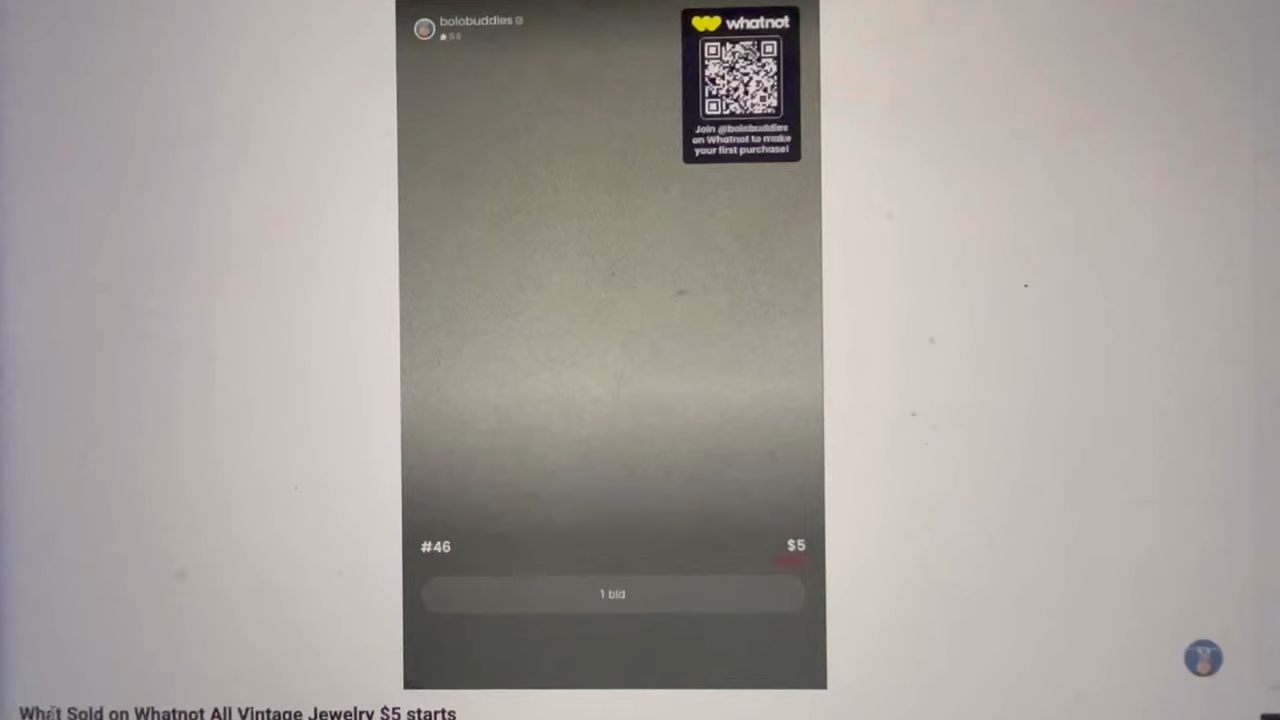 bolobuddies
whatnot
Join @bolobuddies
on Whatnot to make
your first purchase!
#46
$5
1 bid
What Sold on Whatnot All Vintage Jewelry $5 starts